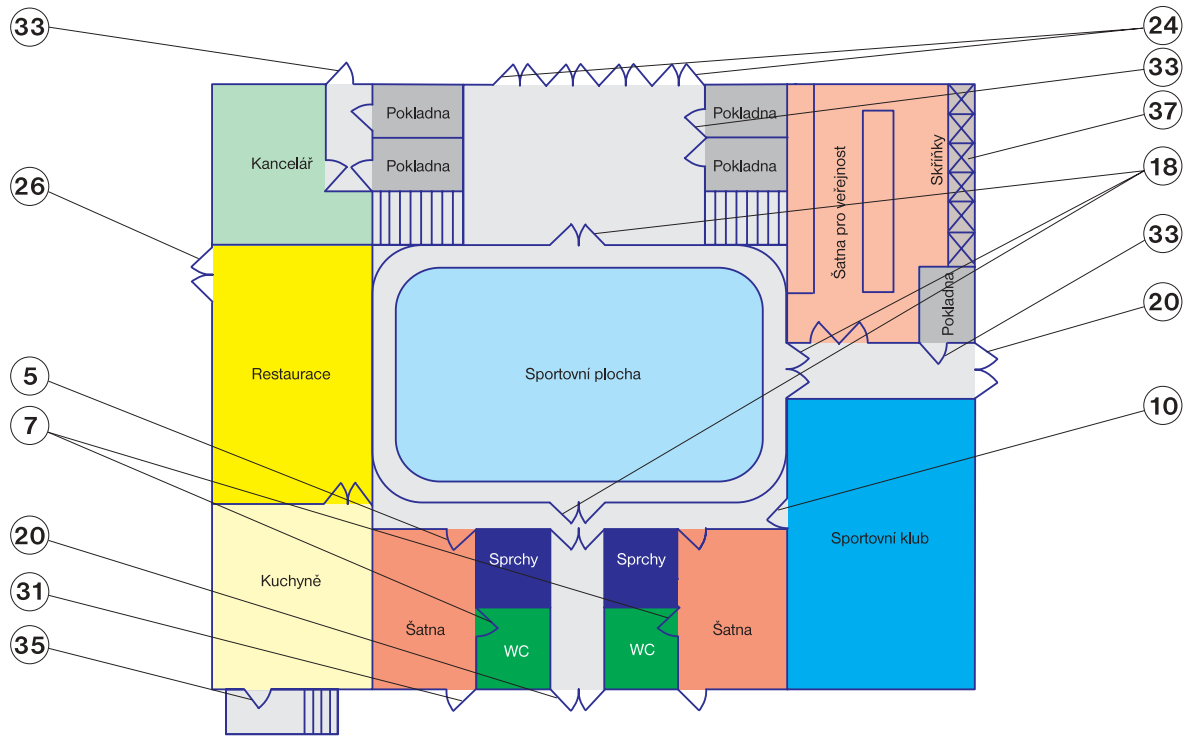 33
24
33
Pokladna
Pokladna
37
Kancelář
Pokladna
Pokladna
Šatna pro veřejnost
Skříňky
18
26
33
Pokladna
20
5
Restaurace
Sportovní plocha
10
7
20
Sprchy
Sprchy
Sportovní klub
Kuchyně
31
Šatna
WC
WC
Šatna
35